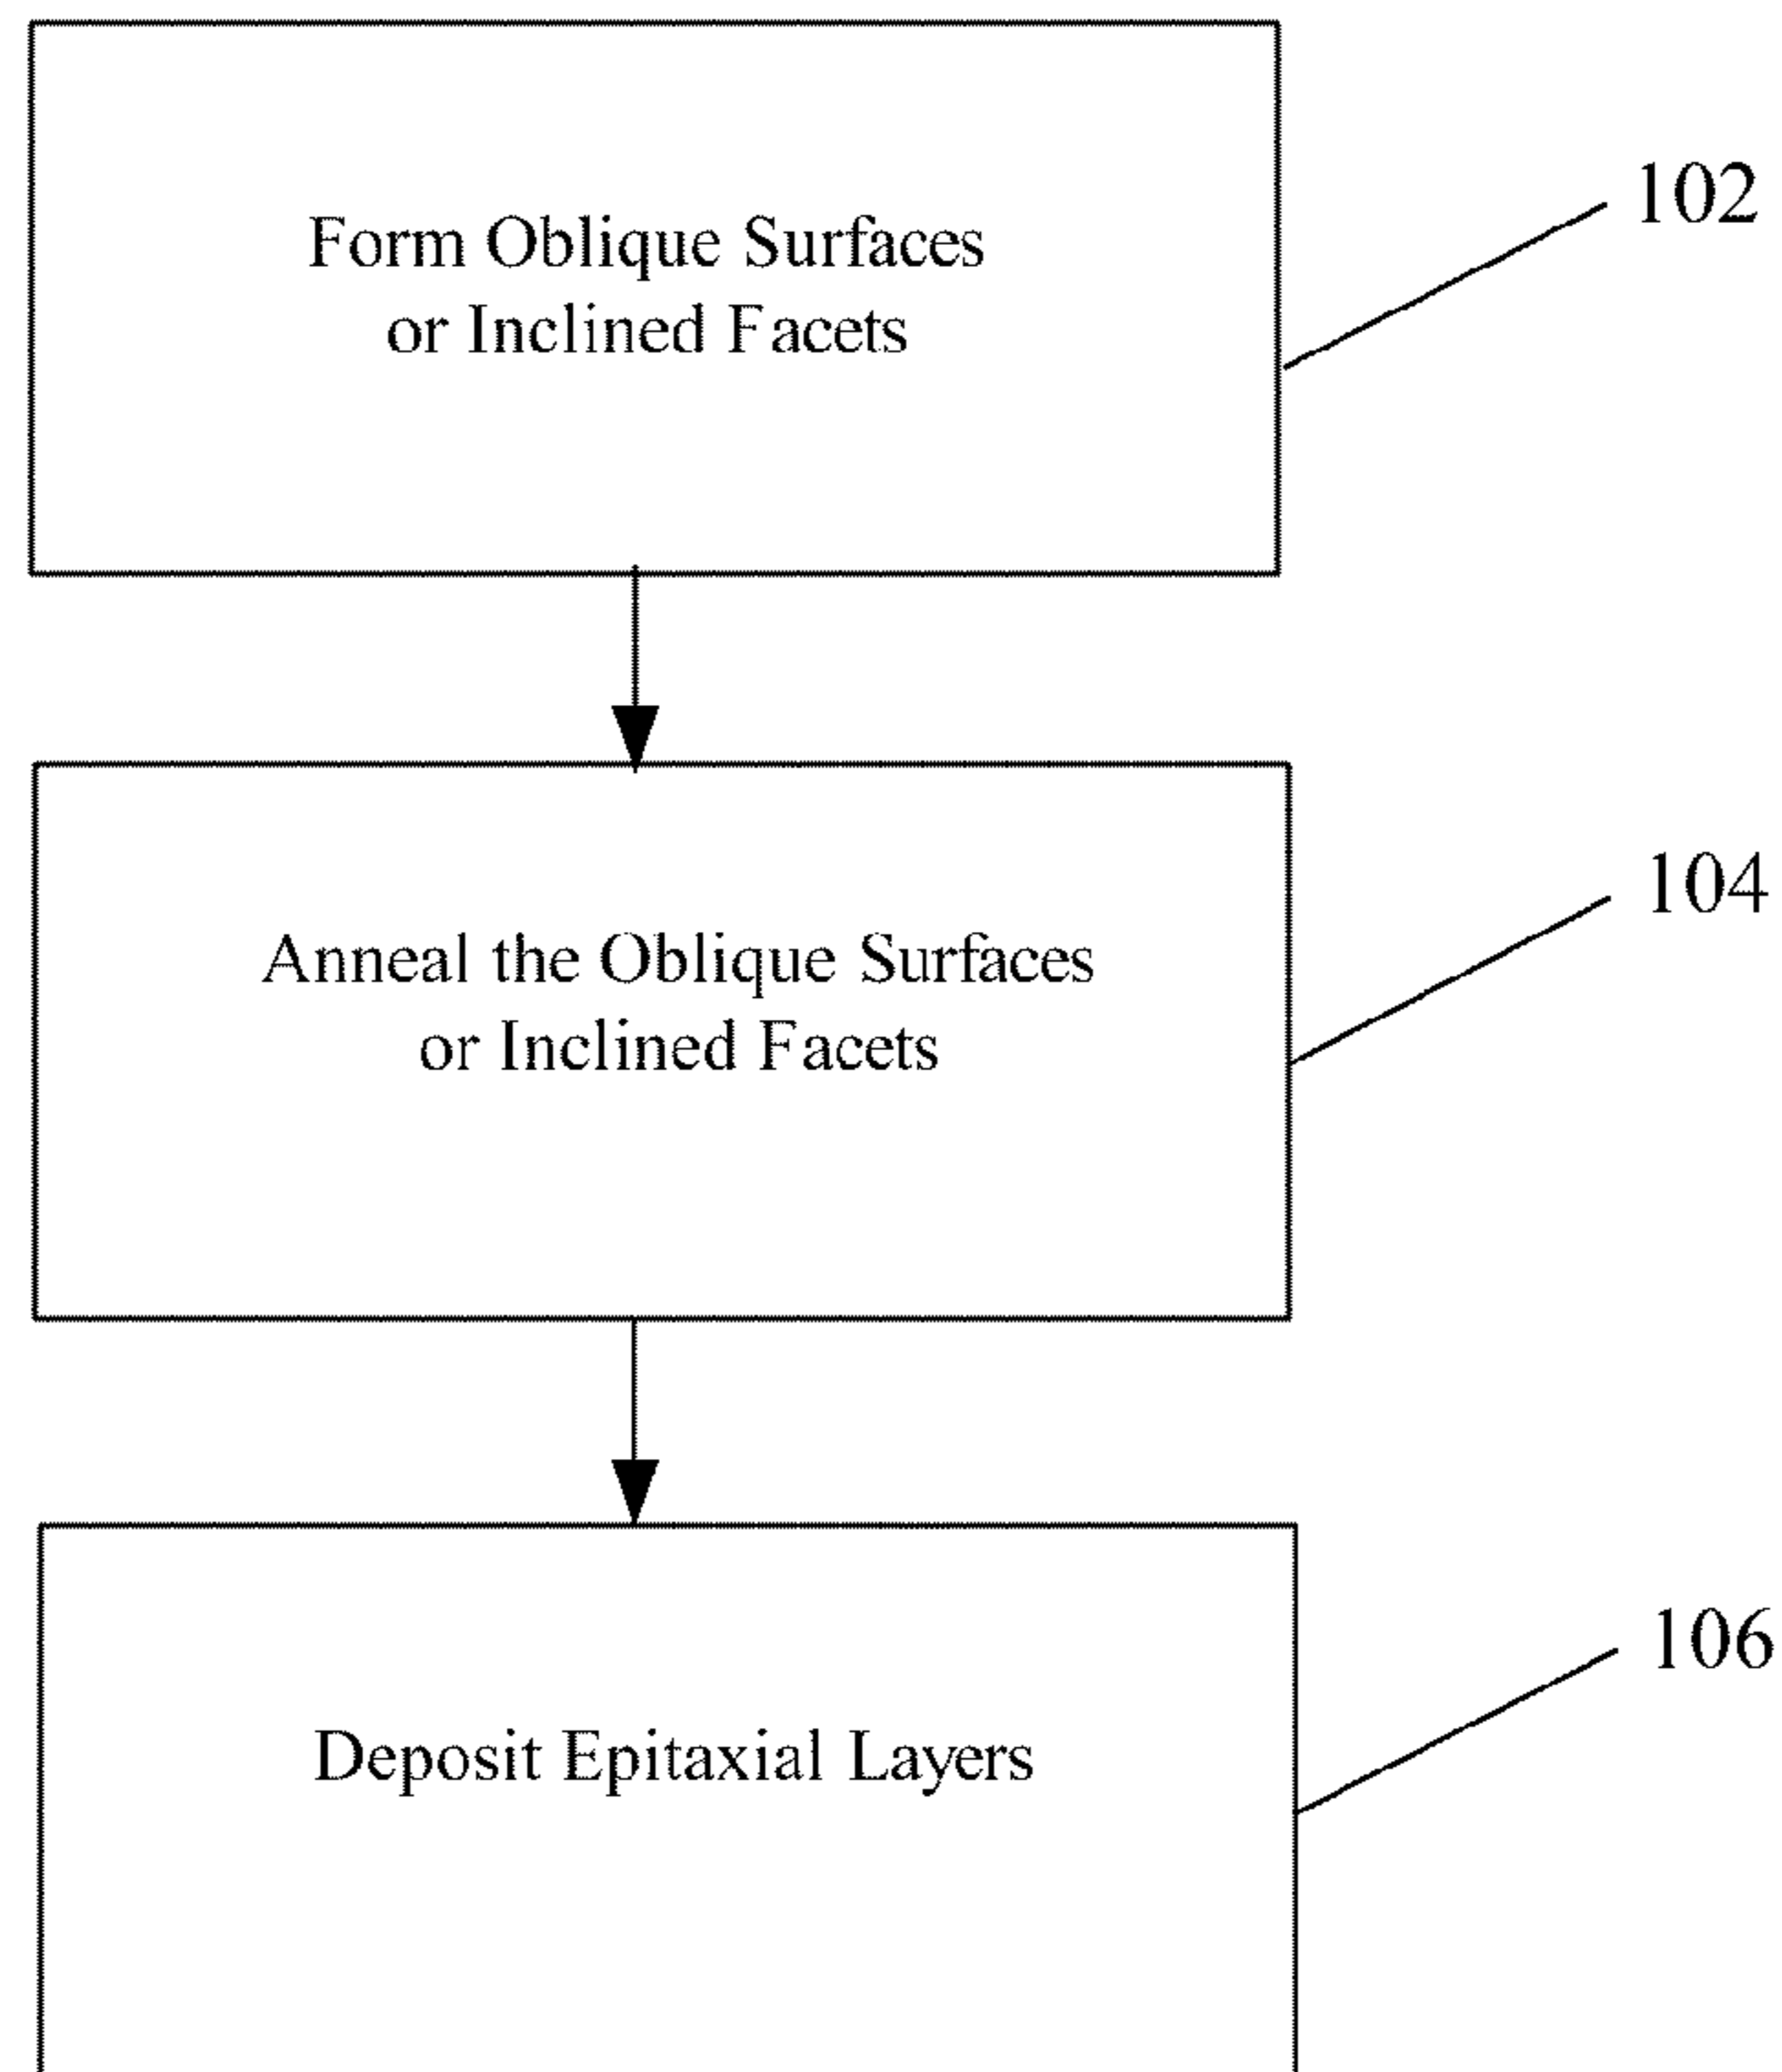 Form Oblique Surfaces
or Inclined Facets
102
Anneal the Oblique Surfaces
or Inclined Facets
104
Deposit Epitaxial Layers
106